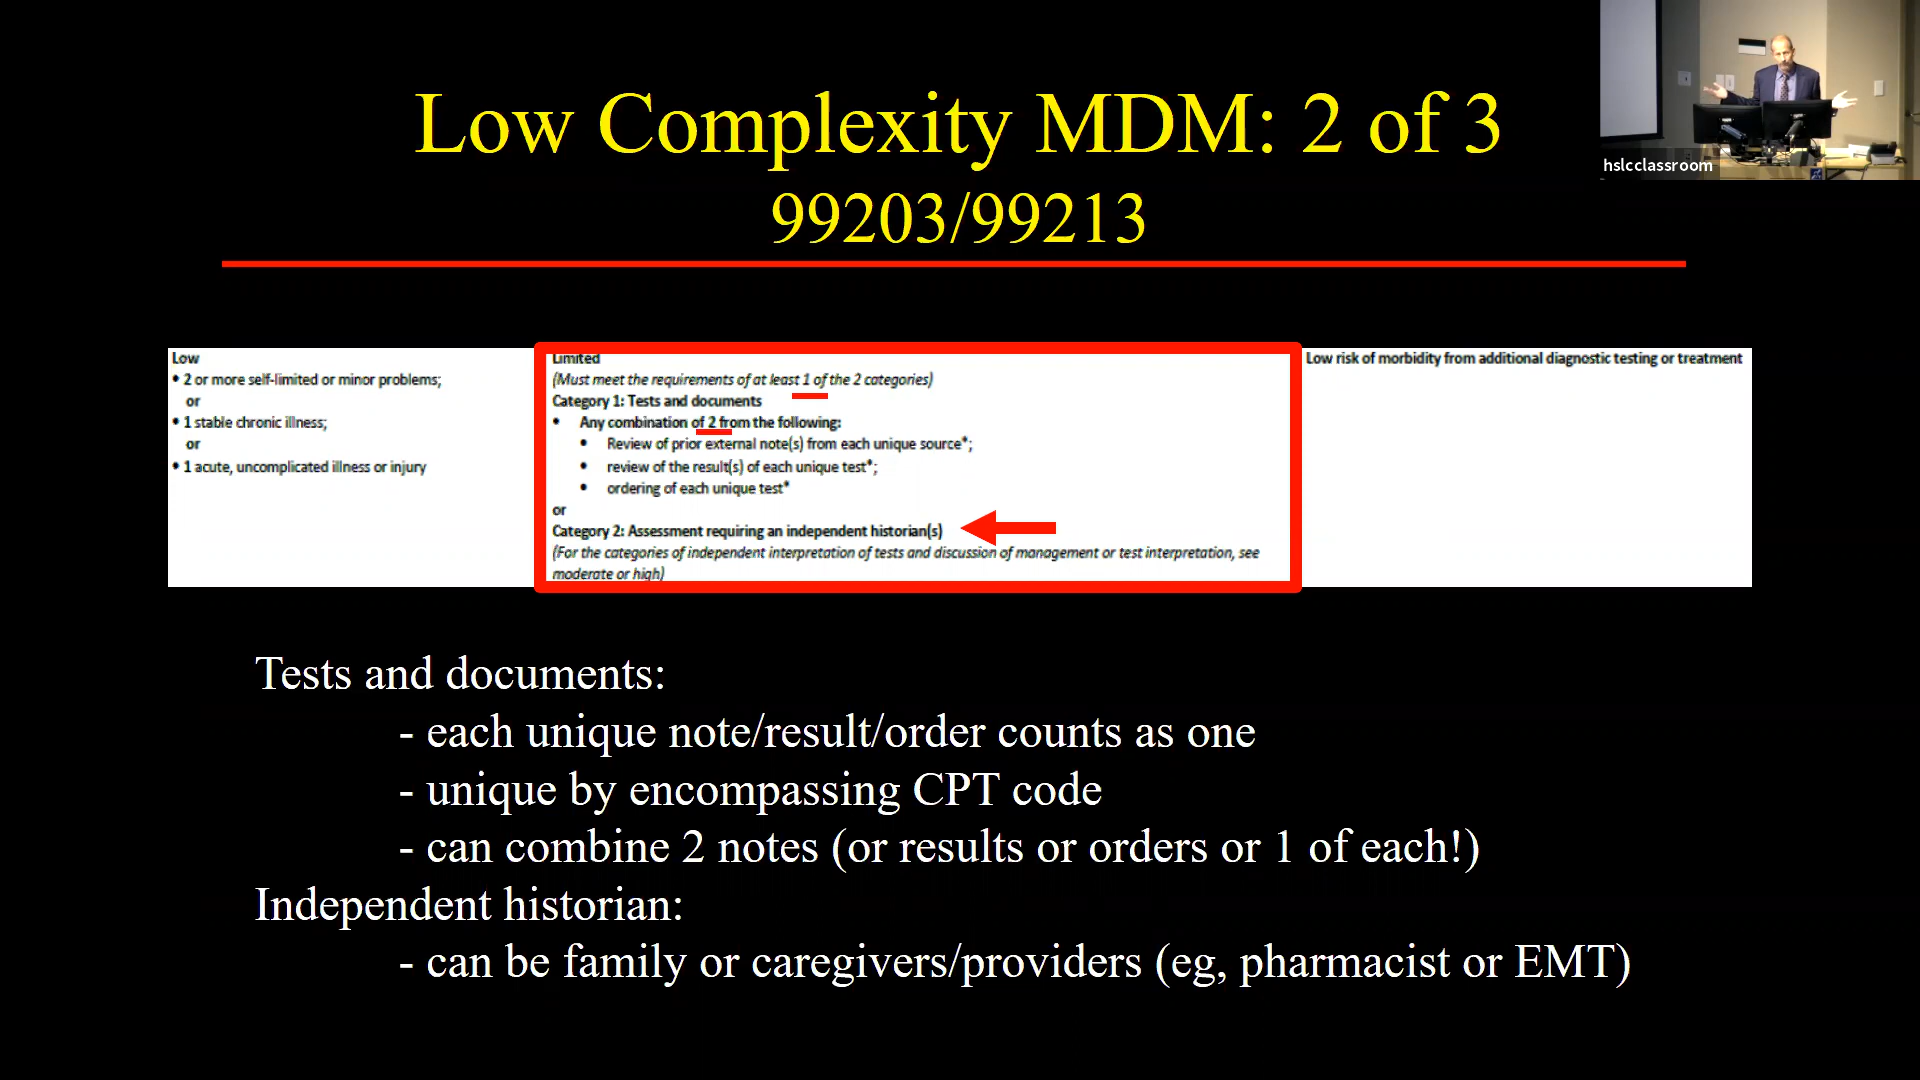 Low Complexity MDM: 2 of 3
99203/99213
hslcclassroom
Low
• 2 or more self-limited or minor problems;
or
• 1 stable chronic illness;
or
• 1 acute, uncomplicated illness or injury
Limited
(Must meet the requirements of at least 1 of the 2 categories)
Category 1: Tests and documents
• Any combination of 2 from the following:
• Review of prior external note(s) from each unique source*;
• review of the result(s) of each unique test*;
• ordering of each unique test*
or
Category 2: Assessment requiring an independent historian(s)
(For the categories of independent interpretation of tests and discussion of management or test interpretation, see
moderate or high)
Low risk of morbidity from additional diagnostic testing or treatment
Tests and documents:
- each unique note/result/order counts as one
- unique by encompassing CPT code
- can combine 2 notes (or results or orders or 1 of each!)
Independent historian:
- can be family or caregivers/providers (eg, pharmacist or EMT)